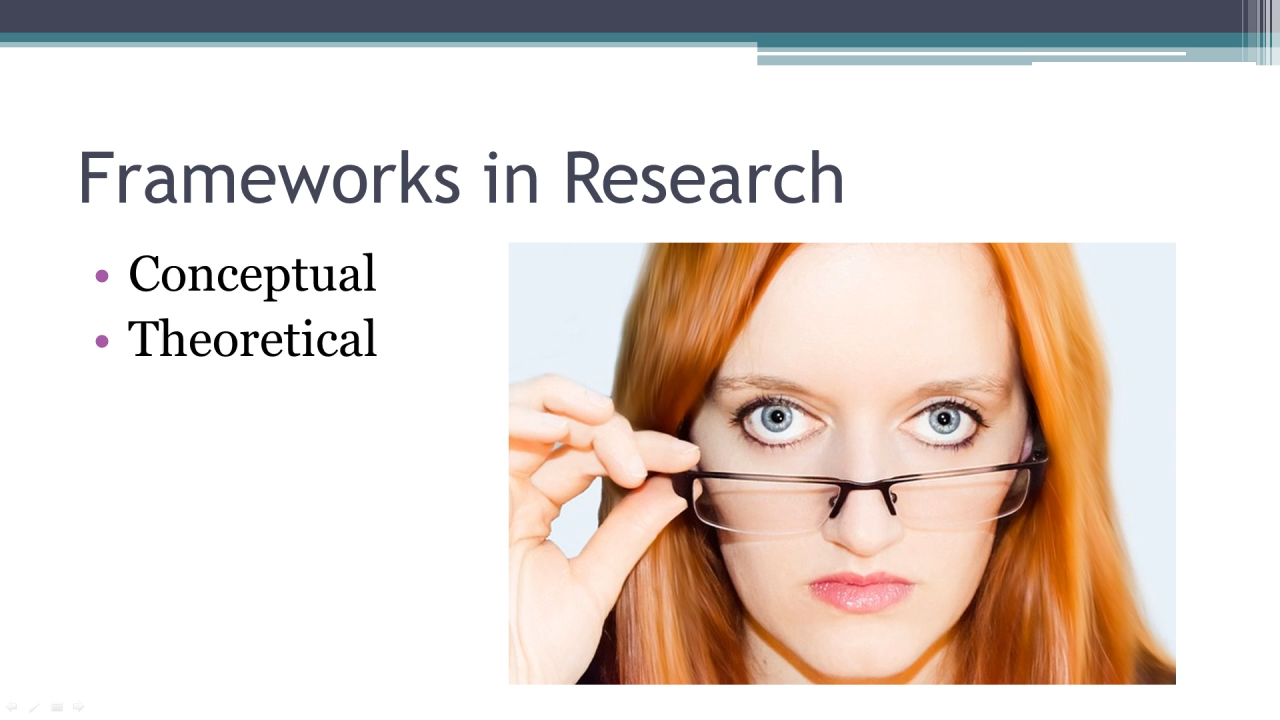 Frameworks in Research
• Conceptual
• Theoretical